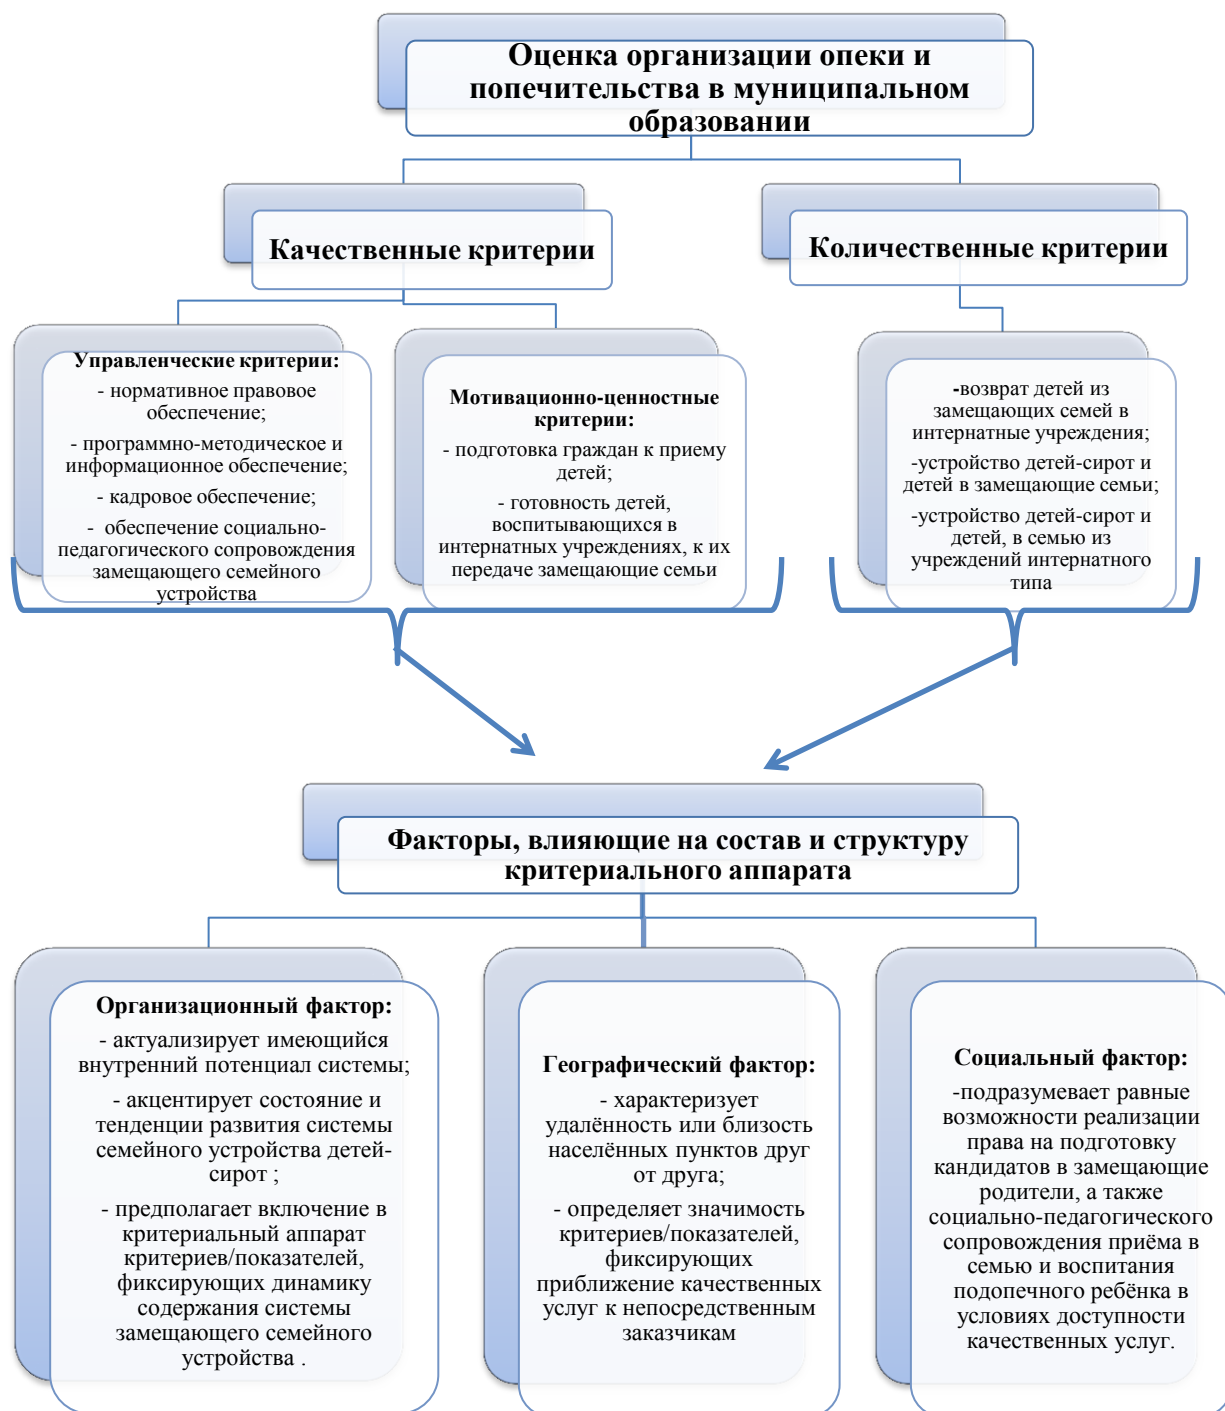 Оценка организации опеки и
попечительства в муниципальном
образовании
Качественные критерии
Количественные критерии
Управленческие критерии:
- нормативное правовое
обеспечение;
- программно-методическое и
информационное обеспечение;
- кадровое обеспечение;
- обеспечение социально-
педагогического сопровождения
замещающего семейного
устройства
Мотивационно-ценностные
критерии:
- подготовка граждан к приему
детей;
- готовность детей,
воспитывающихся в
интернатных учреждениях, к их
передаче замещающие семьи
-возврат детей из
замещающих семей в
интернатные учреждения;
-устройство детей-сирот и
детей в замещающие семьи;
-устройство детей-сирот и
детей, в семью из
учреждений интернатного
типа
Факторы, влияющие на состав и структуру
критериального аппарата
Организационный фактор:
- актуализирует имеющийся
внутренний потенциал системы;
- акцентирует состояние и
тенденции развития системы
семейного устройства детей-
сирот ;
- предполагает включение в
критериальный аппарат
критериев/показателей,
фиксирующих динамику
содержания системы
замещающего семейного
устройства .
Географический фактор:
- характеризует
удалённость или близость
населённых пунктов друг
от друга;
- определяет значимость
критериев/показателей,
фиксирующих
приближение качественных
услуг к непосредственным
заказчикам
Социальный фактор:
-подразумевает равные
возможности реализации
права на подготовку
кандидатов в замещающие
родители, а также
социально-педагогического
сопровождения приёма в
семью и воспитания
подопечного ребёнка в
условиях доступности
качественных услуг.